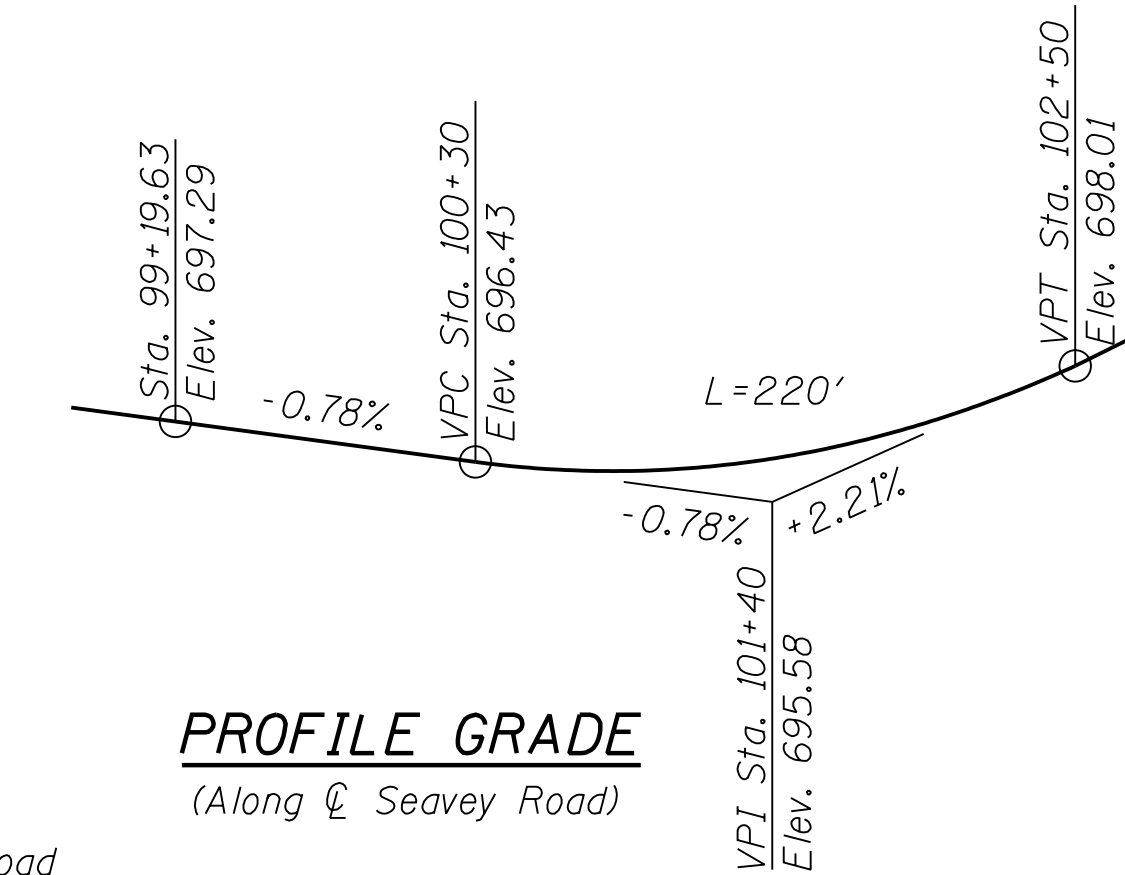 Sta. 99+19.63
Elev. 697.29
-0.78%
VPC Sta. 100+30
Elev. 696.43
L=220'
VPT Sta. 102+50
Elev. 698.01
-0.78%
+2.21%
VPI Sta. 101+40
Elev. 695.58
PROFILE GRADE
(Along ℄ Seavey Road)
oad